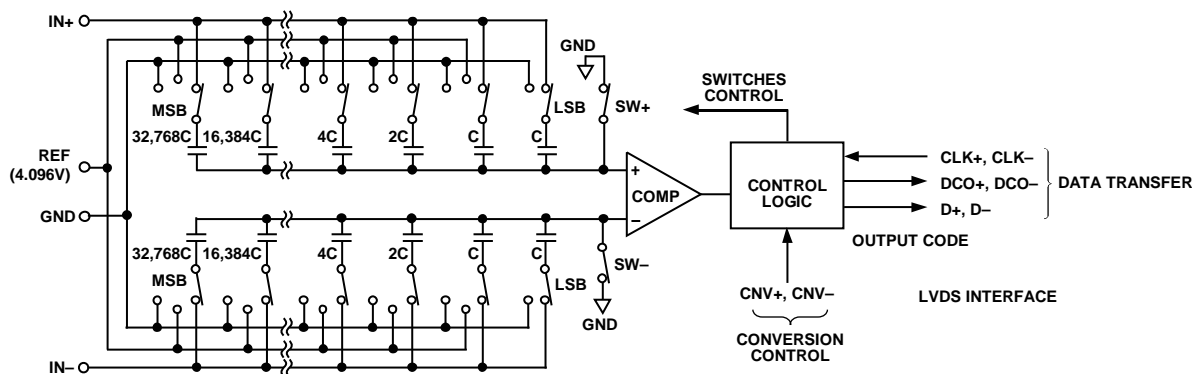 IN+
GND
SWITCHES
CONTROL
MSB
LSB
SW+
32,768C
16,384C
4C
2C
C
C
REF
(4.096V)
GND
+
COMP
–
CONTROL
LOGIC
CLK+, CLK–
DCO+, DCO–
D+, D–
DATA TRANSFER
OUTPUT CODE
32,768C
16,384C
4C
2C
C
C
MSB
LSB
SW–
GND
CNV+, CNV–
CONVERSION
CONTROL
LVDS INTERFACE
IN–